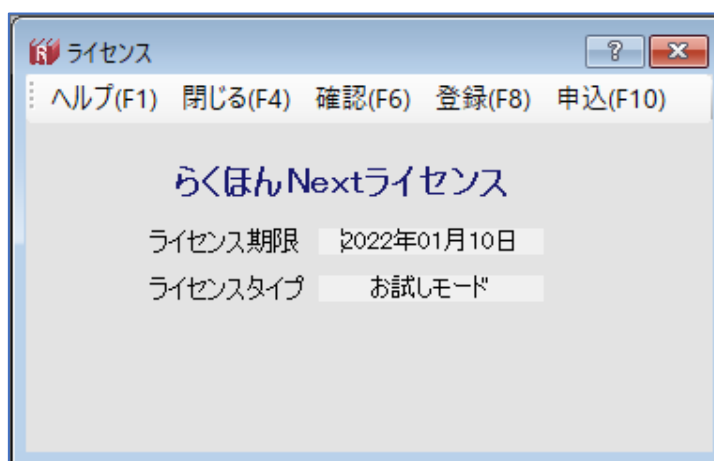 ライセンス
ヘルプ(F1) 閉じる(F4) 確認(F6) 登録(F8) 申込(F10)
らくほんNextライセンス
ライセンス期限 2022年01月10日
ライセンスタイプ お試しモード